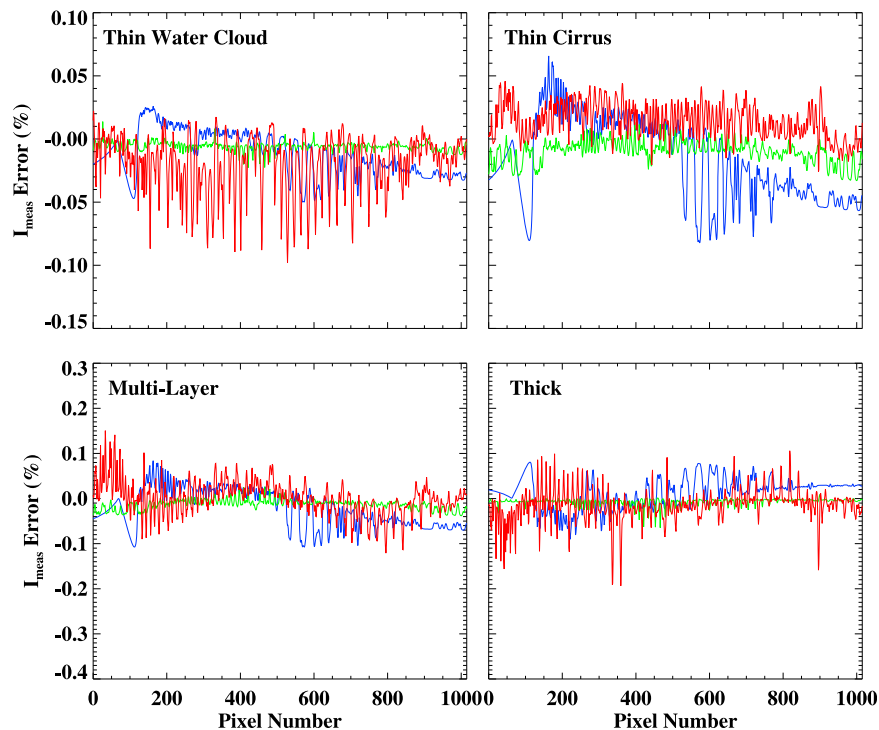 0.10
0.05
-0.00
-0.05
-0.10
-0.15
I_meas Error (%)
Thin Water Cloud
Thin Cirrus
0.3
0.2
0.1
0.0
-0.1
-0.2
-0.3
-0.4
I_meas Error (%)
Multi-Layer
Thick
0 200 400 600 800 1000
200 400 600 800 1000
Pixel Number
Pixel Number